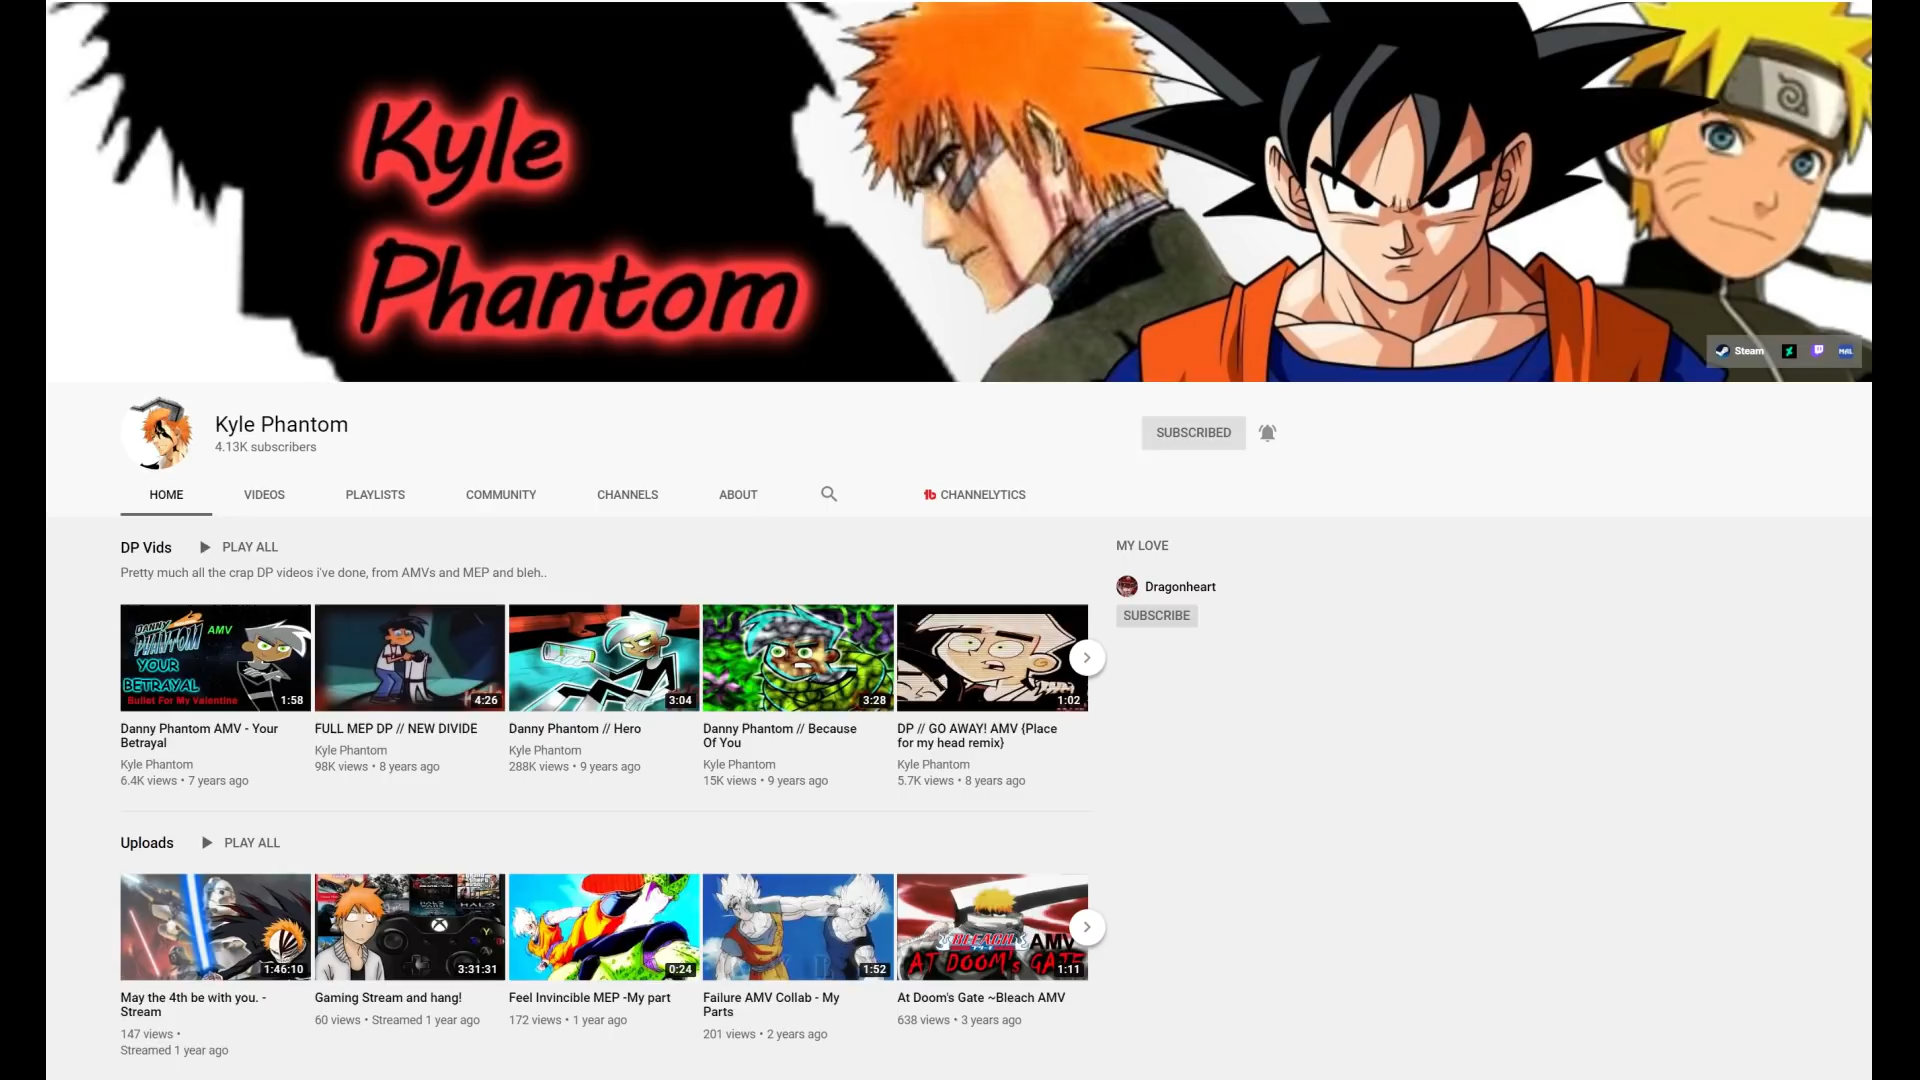 Kyle
Phantom
Steam
MAL
Kyle Phantom
4.13K subscribers
SUBSCRIBED
HOME
VIDEOS
PLAYLISTS
COMMUNITY
CHANNELS
ABOUT
CHANNELYTICS
DP Vids
PLAY ALL
Pretty much all the crap DP videos i've done, from AMVs and MEP and bleh..
MY LOVE
Dragonheart
SUBSCRIBE
DANNY
PHANTOM
AMV
YOUR
BETRAYAL
Bullet For My Valentine
1:58
4:26
3:04
3:28
1:02
Danny Phantom AMV - Your
Betrayal
Kyle Phantom
6.4K views • 7 years ago
FULL MEP DP // NEW DIVIDE
Kyle Phantom
98K views • 8 years ago
Danny Phantom // Hero
Kyle Phantom
288K views • 9 years ago
Danny Phantom // Because
Of You
Kyle Phantom
15K views • 9 years ago
DP // GO AWAY! AMV {Place
for my head remix}
Kyle Phantom
5.7K views • 8 years ago
Uploads
PLAY ALL
1:46:10
3:31:31
0:24
1:52
BLEACH
AMV
AT DOOM's GATE
1:11
May the 4th be with you. -
Stream
147 views •
Streamed 1 year ago
Gaming Stream and hang!
60 views • Streamed 1 year ago
Feel Invincible MEP -My part
172 views • 1 year ago
Failure AMV Collab - My
Parts
201 views • 2 years ago
At Doom's Gate ~Bleach AMV
638 views • 3 years ago